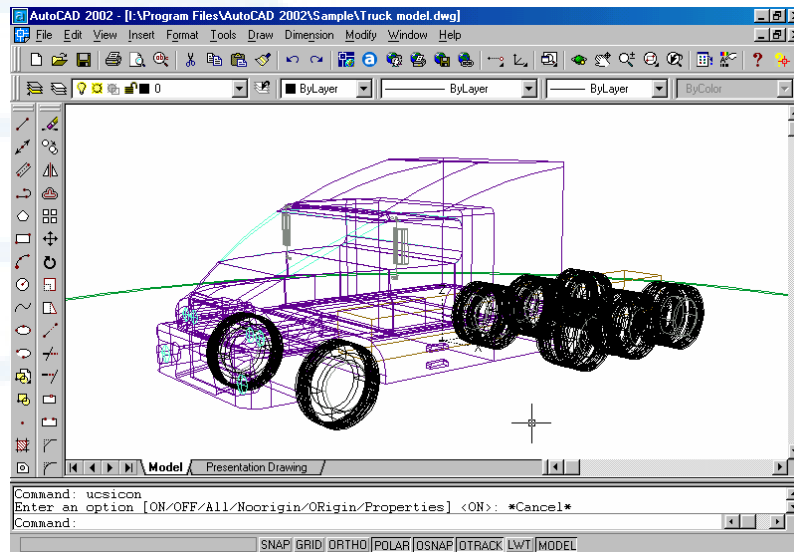 AutoCAD 2002 - [I:\Program Files\AutoCAD 2002\Sample\Truck model.dwg]
File Edit View Insert Format Tools Draw Dimension Modify Window Help
0 ByLayer ByLayer ByLayer ByColor
X
Model Presentation Drawing
Command: ucsicon
Enter an option [ON/OFF/All/Noorigin/ORigin/Properties] <ON>: *Cancel*
Command:
SNAP GRID ORTHO POLAR OSNAP OTRACK LWT MODEL